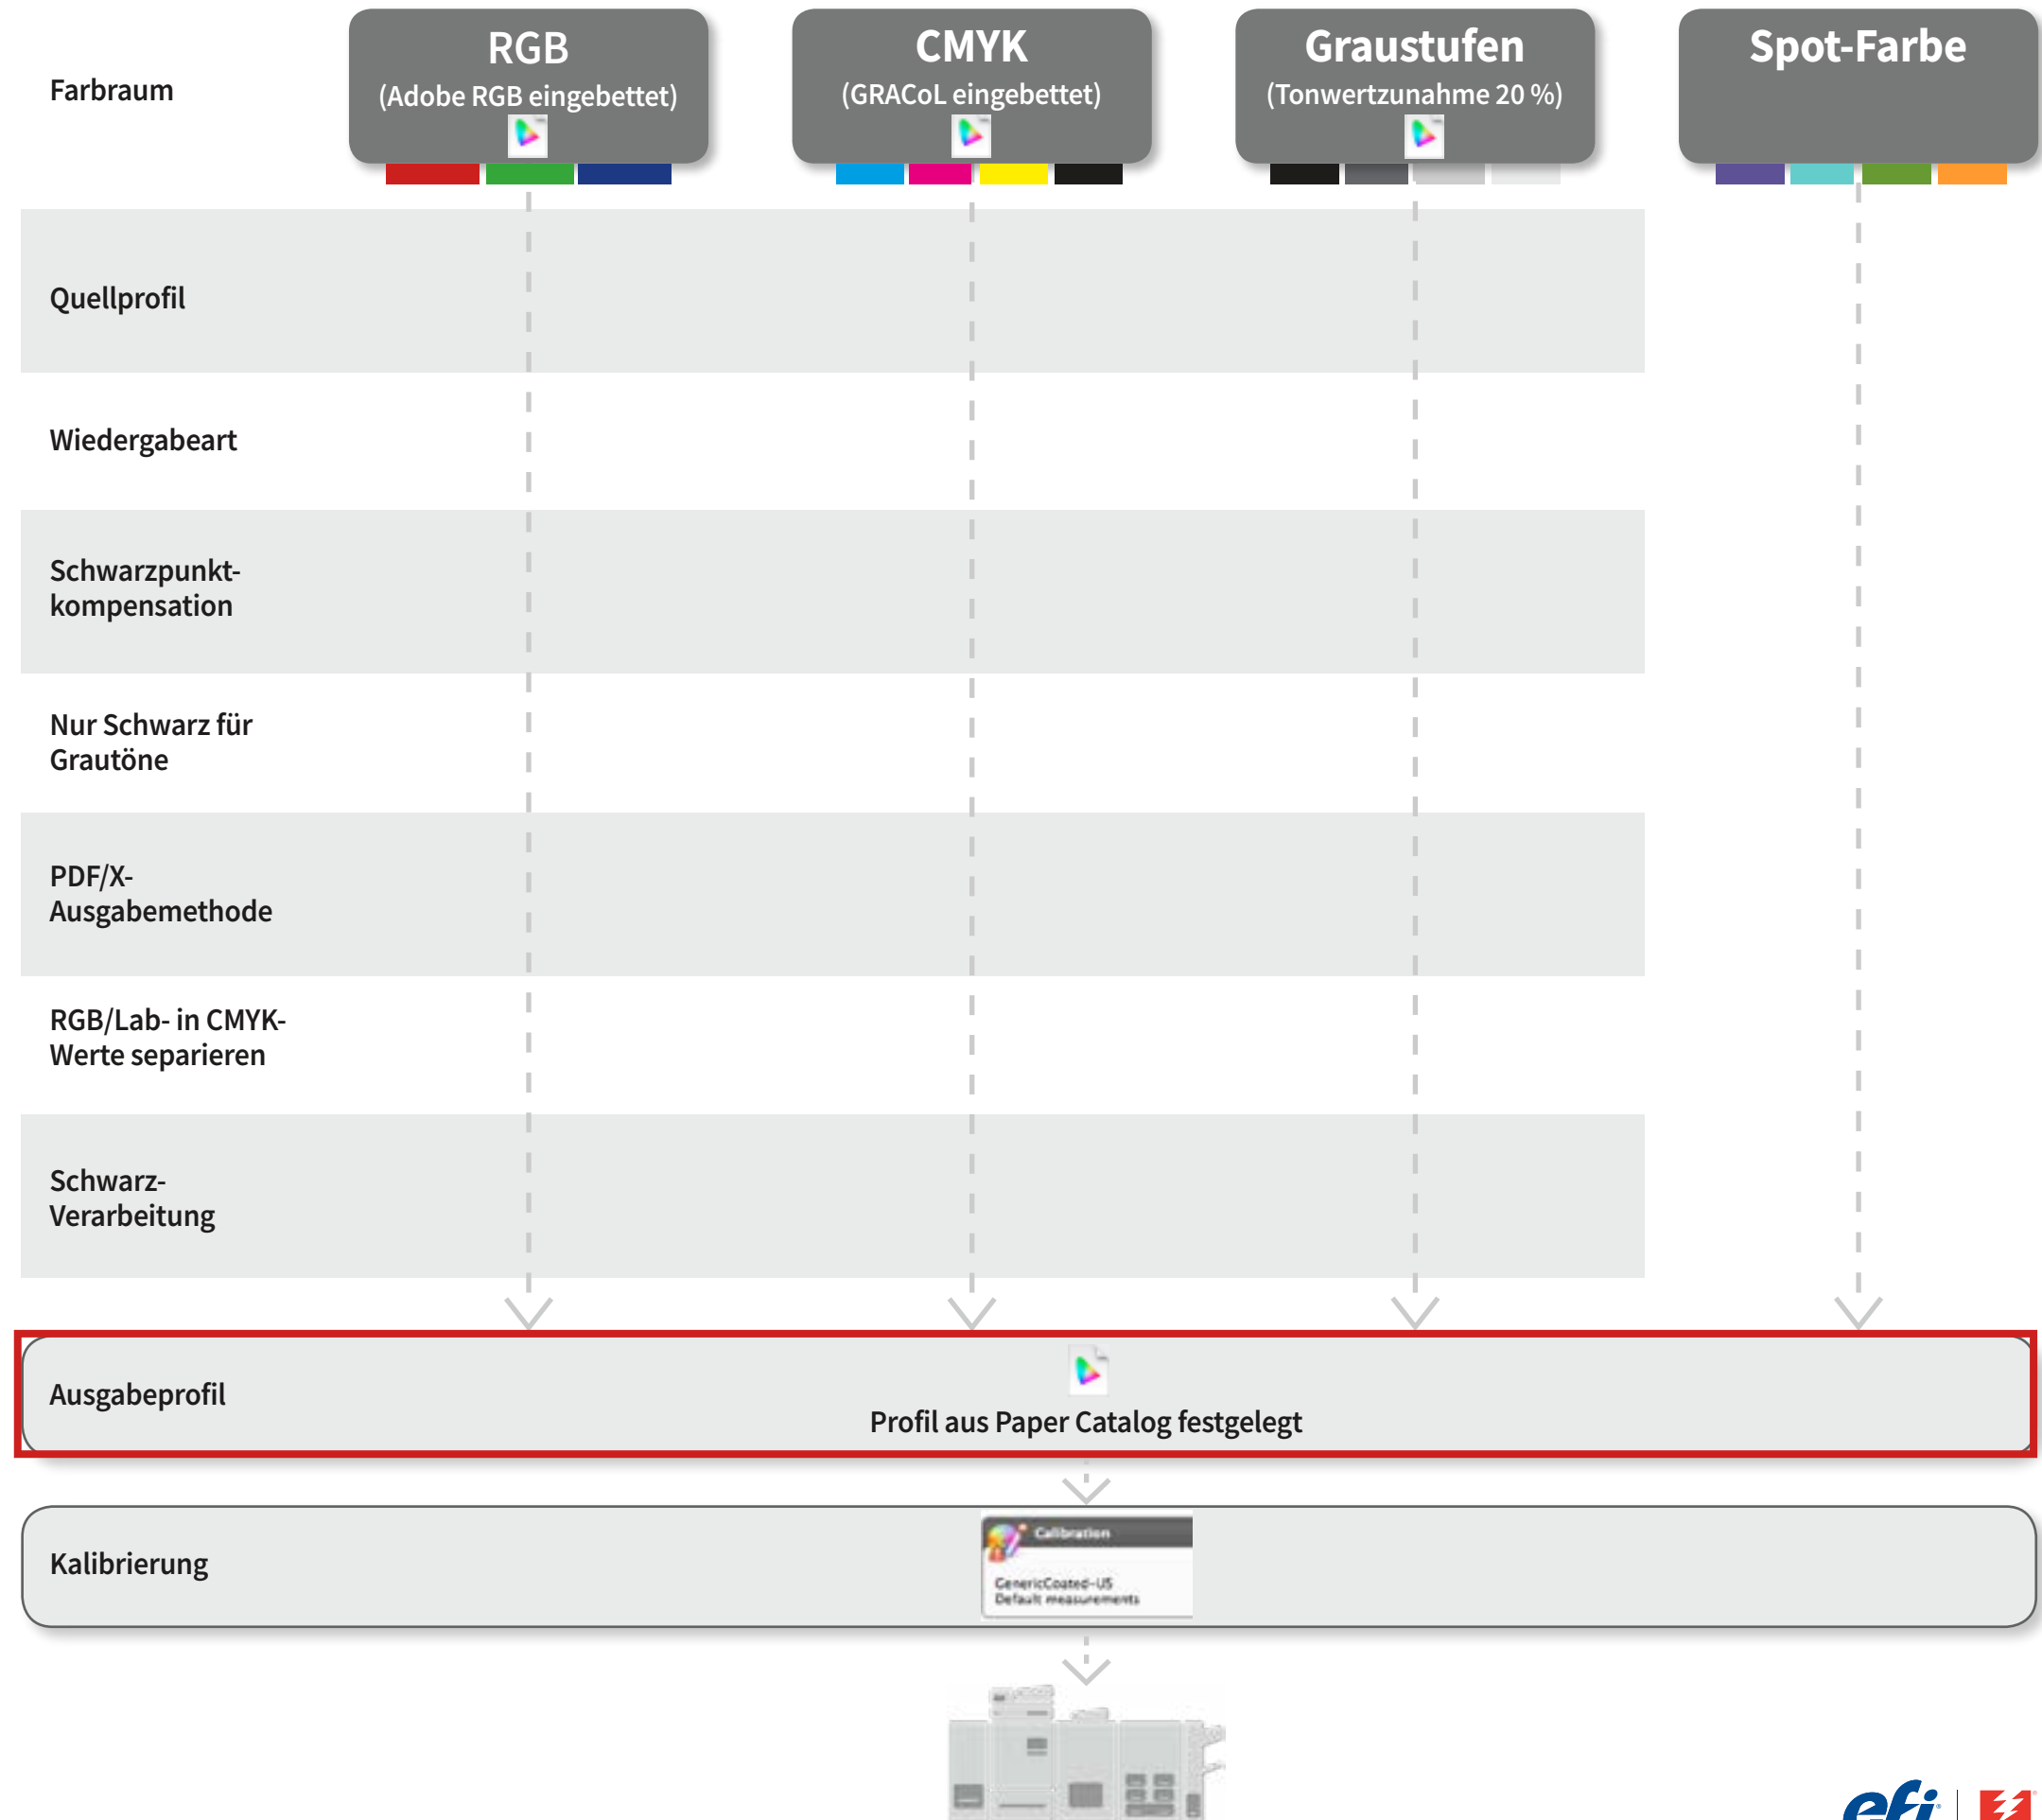 Farbraum
RGB
(Adobe RGB eingebettet)
CMYK
(GRACoL eingebettet)
Graustufen
(Tonwertzunahme 20 %)
Spot-Farbe
Quellprofil
Wiedergabeart
Schwarzpunkt-
kompensation
Nur Schwarz für
Grautöne
PDF/X-
Ausgabemethode
RGB/Lab- in CMYK-
Werte separieren
Schwarz-
Verarbeitung
Ausgabeprofil
Profil aus Paper Catalog festgelegt
Kalibrierung
Calibration
GenericCoated-US
Default measurements
efi